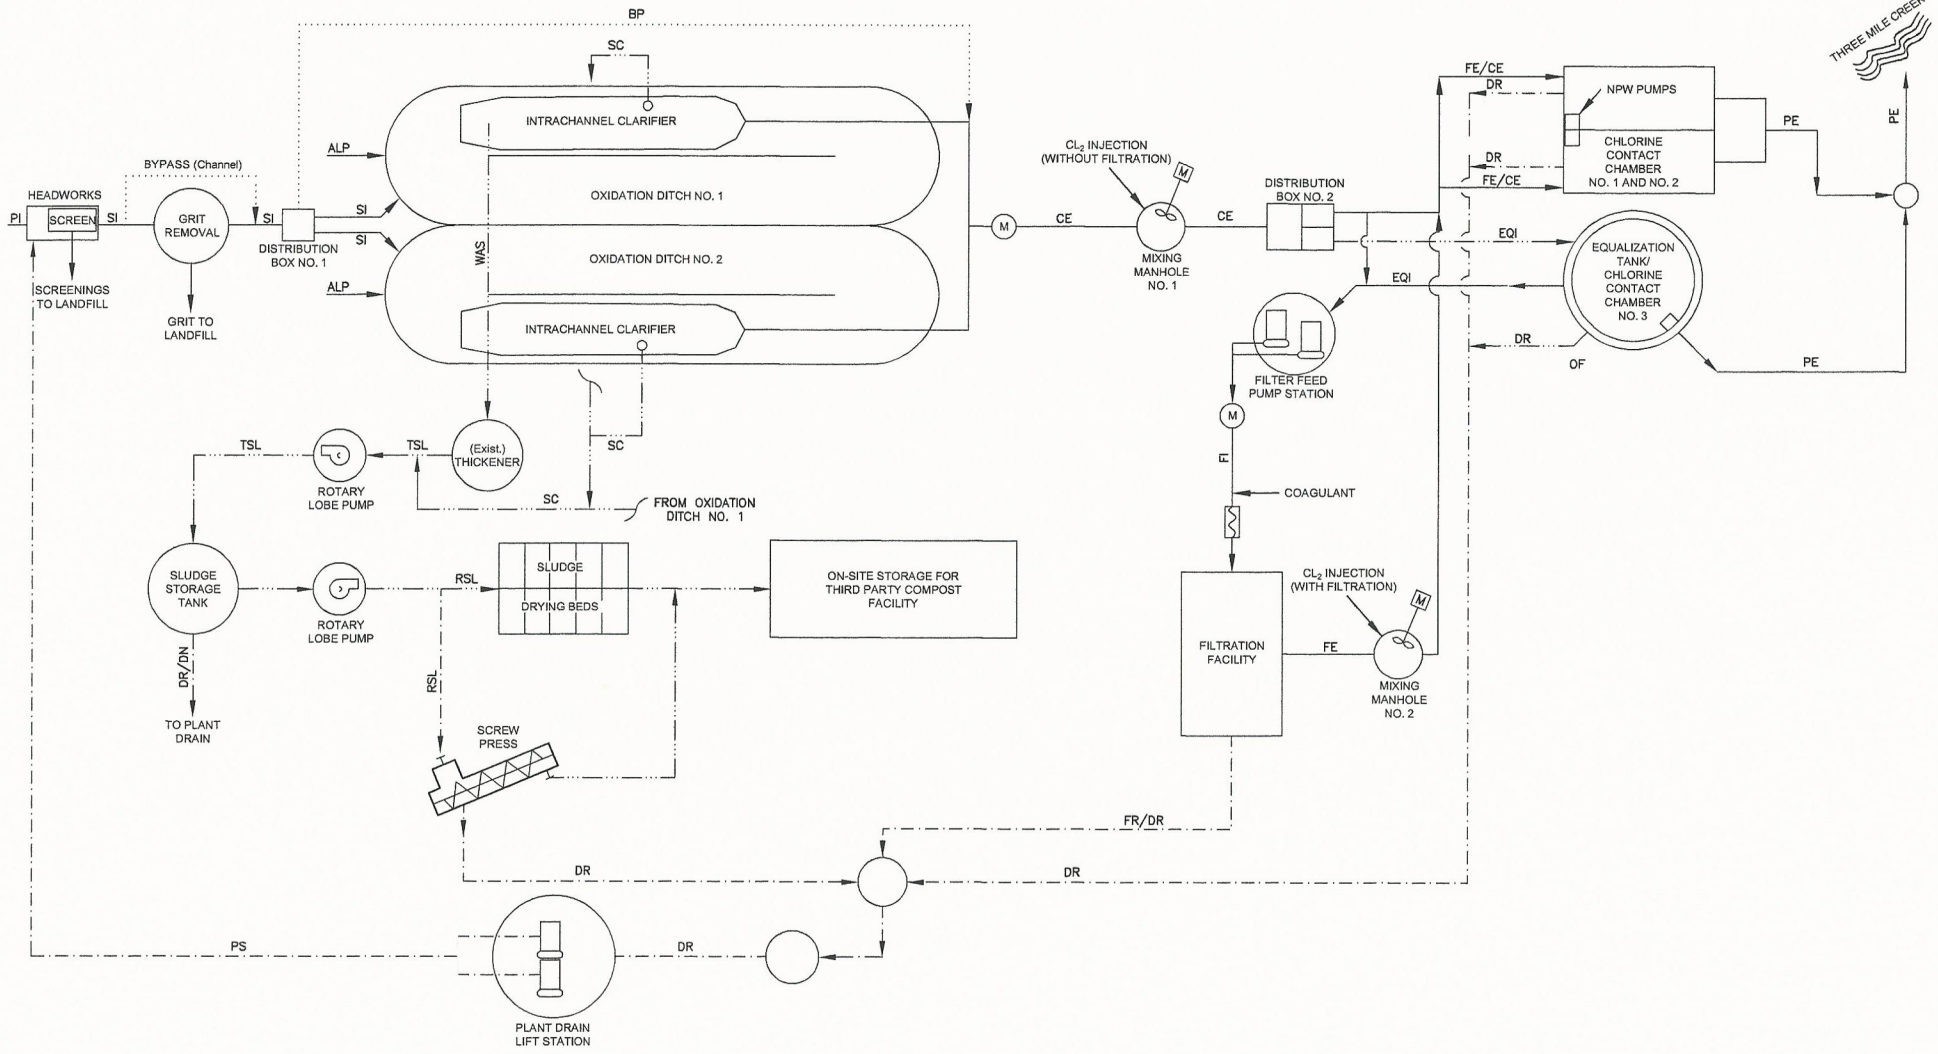 BP
SC
THREE MILE CREEK
FE/CE
DR
NPW PUMPS
PE
PE
INTRACHANNEL CLARIFIER
ALP
CL2 INJECTION
(WITHOUT FILTRATION)
M
CHLORINE
CONTACT
CHAMBER
NO. 1 AND NO. 2
DR
FE/CE
BYPASS (Channel)
HEADWORKS
PI
SCREEN
SI
GRIT
REMOVAL
SI
DISTRIBUTION
BOX NO. 1
SI
SI
OXIDATION DITCH NO. 1
DISTRIBUTION
BOX NO. 2
M
CE
CE
MIXING
MANHOLE
NO. 1
EQI
EQUALIZATION
TANK/
CHLORINE
CONTACT
CHAMBER
NO. 3
WAS
OXIDATION DITCH NO. 2
ALP
EQI
SCREENINGS
TO LANDFILL
GRIT TO
LANDFILL
INTRACHANNEL CLARIFIER
DR
OF
PE
FILTER FEED
PUMP STATION
M
FI
TSL
ROTARY
LOBE PUMP
TSL
(Exist.)
THICKENER
SC
SC
FROM OXIDATION
DITCH NO. 1
COAGULANT
SLUDGE
STORAGE
TANK
ROTARY
LOBE PUMP
RSL
SLUDGE
DRYING BEDS
ON-SITE STORAGE FOR
THIRD PARTY COMPOST
FACILITY
CL2 INJECTION
(WITH FILTRATION)
M
FILTRATION
FACILITY
FE
MIXING
MANHOLE
NO. 2
DR/DN
TO PLANT
DRAIN
RSL
SCREW
PRESS
FR/DR
DR
DR
PS
DR
PLANT DRAIN
LIFT STATION